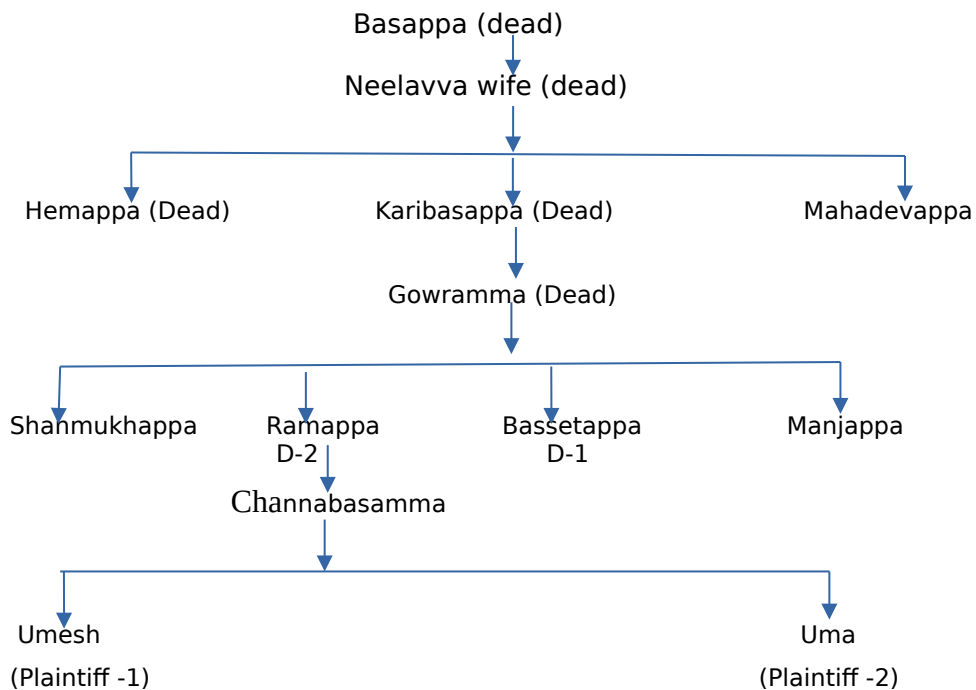 Basappa (dead)
Neelavva wife (dead)
Hemappa (Dead) Karibasappa (Dead) Mahadevappa
Gowramma (Dead)
Shanmukhappa Ramappa Bassetappa Manjappa
D-2 D-1
Channabasamma
Umesh Uma
(Plaintiff -1) (Plaintiff -2)